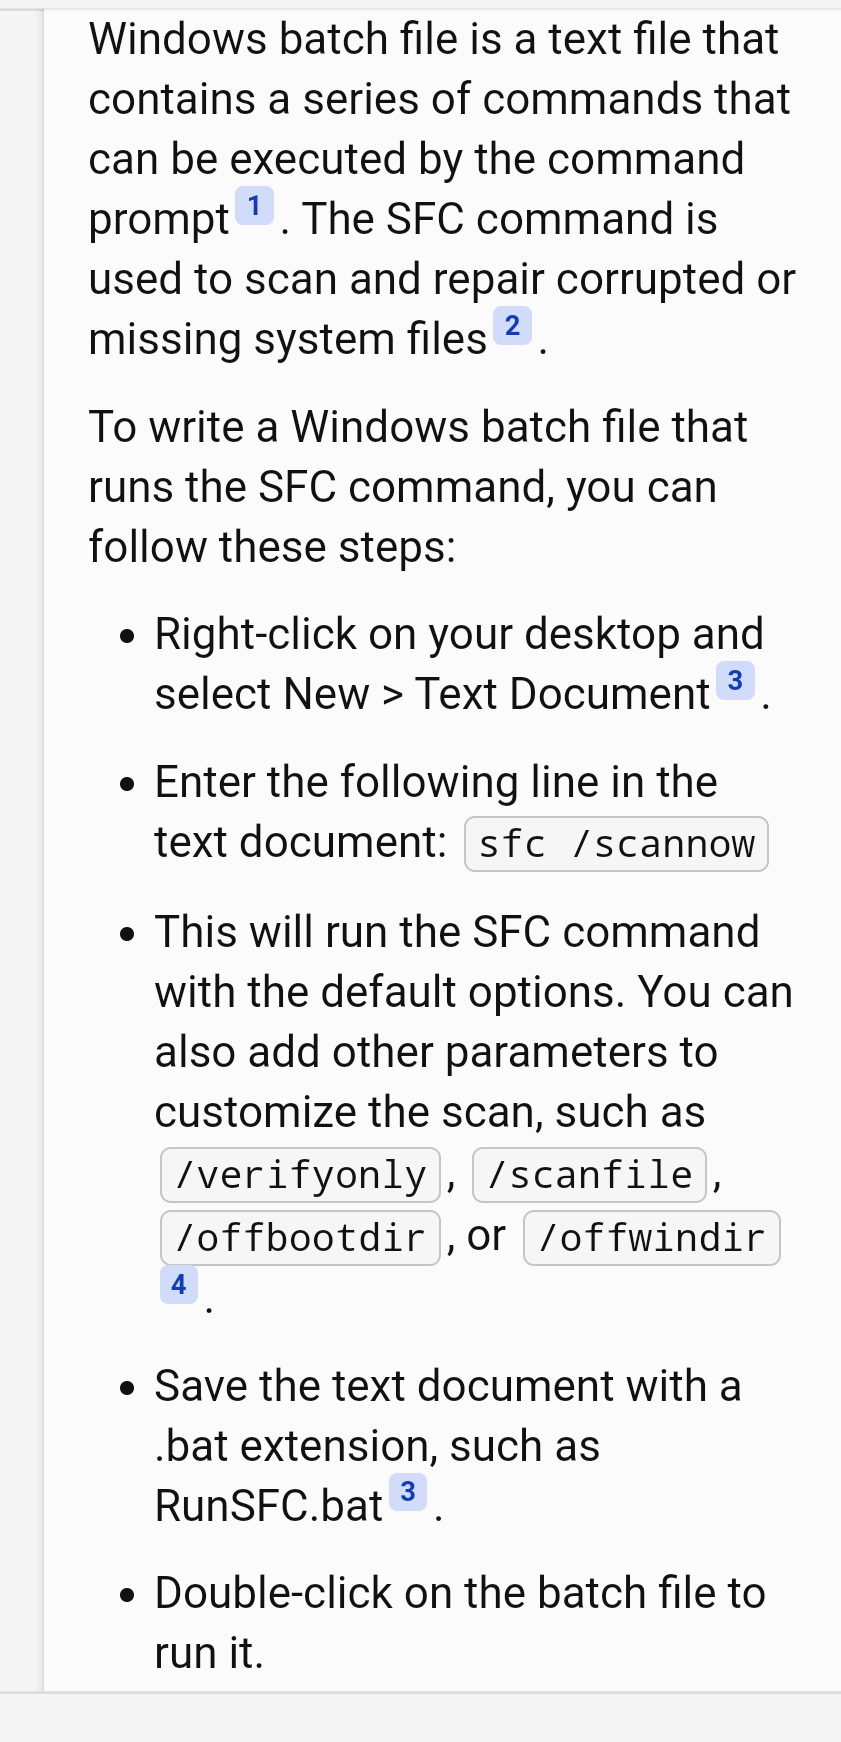 Windows batch file is a text file that
contains a series of commands that
can be executed by the command
prompt 1 . The SFC command is
used to scan and repair corrupted or
missing system files 2 .
To write a Windows batch file that
runs the SFC command, you can
follow these steps:
• Right-click on your desktop and
select New > Text Document 3 .
• Enter the following line in the
text document: sfc /scannow
• This will run the SFC command
with the default options. You can
also add other parameters to
customize the scan, such as
/verifyonly , /scanfile ,
/offbootdir , or /offwindir
4 .
• Save the text document with a
.bat extension, such as
RunSFC.bat 3 .
• Double-click on the batch file to
run it.